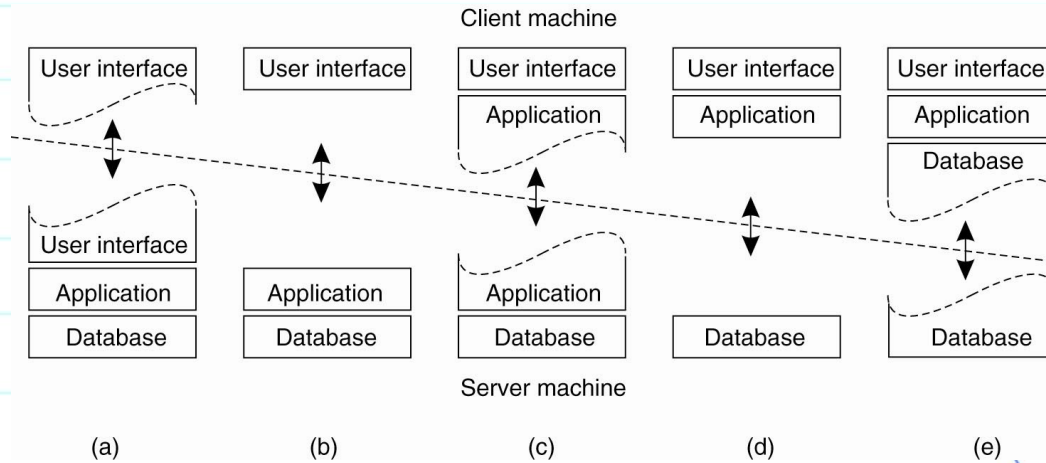 Client machine
User interface User interface User interface User interface User interface
Application Application Application
Database
User interface
Application Application Application
Database Database Database Database Database
Server machine
(a) (b) (c) (d) (e)